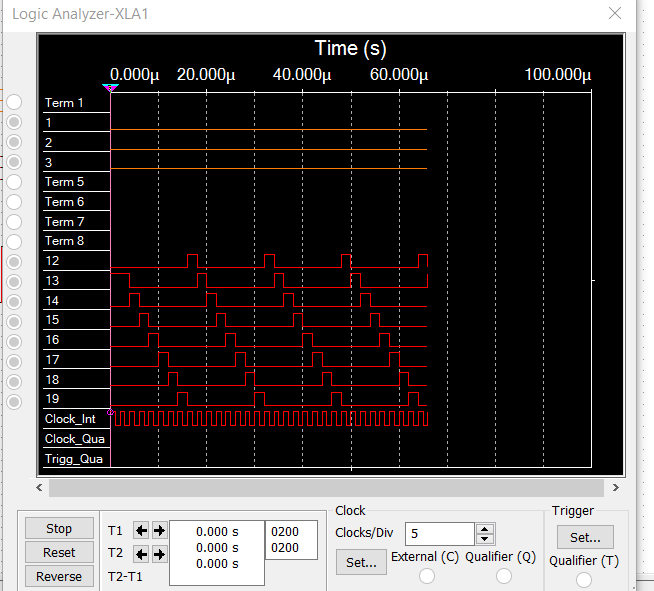 Logic Analyzer-XLA1
Time (s)
0.000µ 20.000µ 40.000µ 60.000µ 100.000µ
Term 1
1
2
3
Term 5
Term 6
Term 7
Term 8
12
13
14
15
16
17
18
19
Clock_Int
Clock_Qua
Trigg_Qua
Stop
Reset
Reverse
T1
T2
T2-T1
0.000 s
0.000 s
0.000 s
0200
0200
Clock
Clocks/Div 5
Set...
External (C) Qualifier (Q)
Trigger
Set...
Qualifier (T)